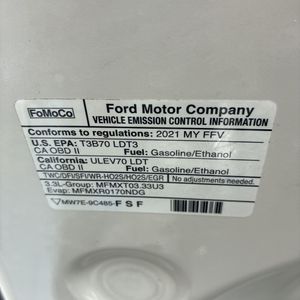 FoMoCo
Ford Motor Company
VEHICLE EMISSION CONTROL INFORMATION
Conforms to regulations: 2021 MY FFV
U.S. EPA: T3B70 LDT3
CA OBD II Fuel: Gasoline/Ethanol
California: ULEV70 LDT
CA OBD II Fuel: Gasoline/Ethanol
TWC/DFI/SFI/WR-HO2S/HO2S/EGR No adjustments needed.
3.3L-Group: MFMXT03.33U3
Evap: MFMXR0170NDG
MW7E-9C485-F S F